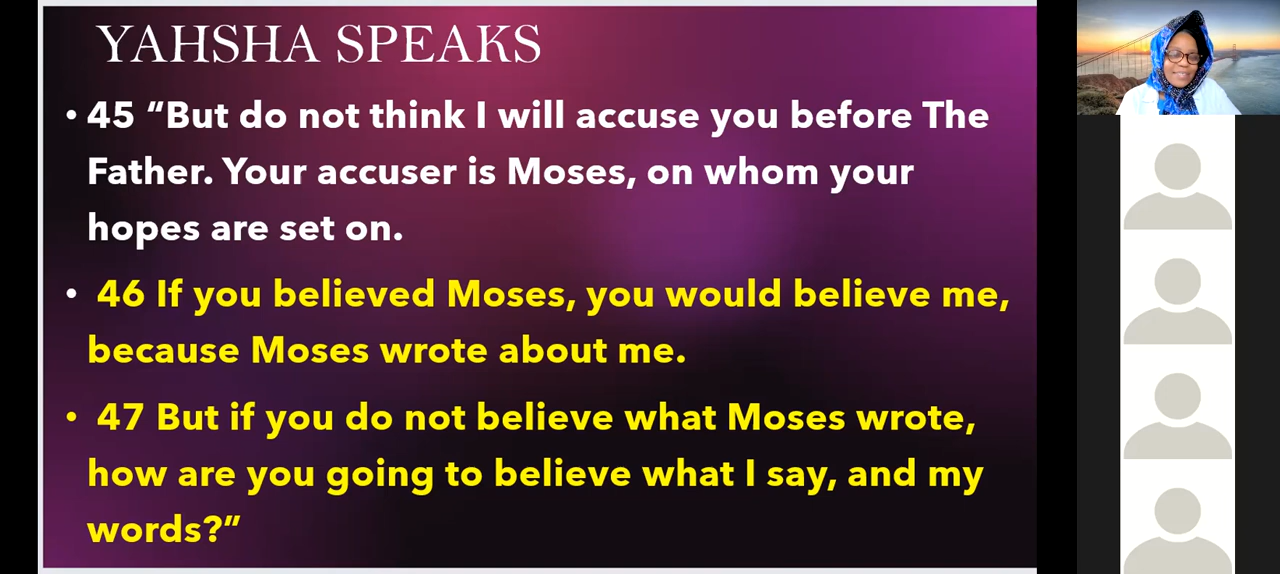 YAHSHA SPEAKS
• 45 “But do not think I will accuse you before The
Father. Your accuser is Moses, on whom your
hopes are set on.
• 46 If you believed Moses, you would believe me,
because Moses wrote about me.
• 47 But if you do not believe what Moses wrote,
how are you going to believe what I say, and my
words?”